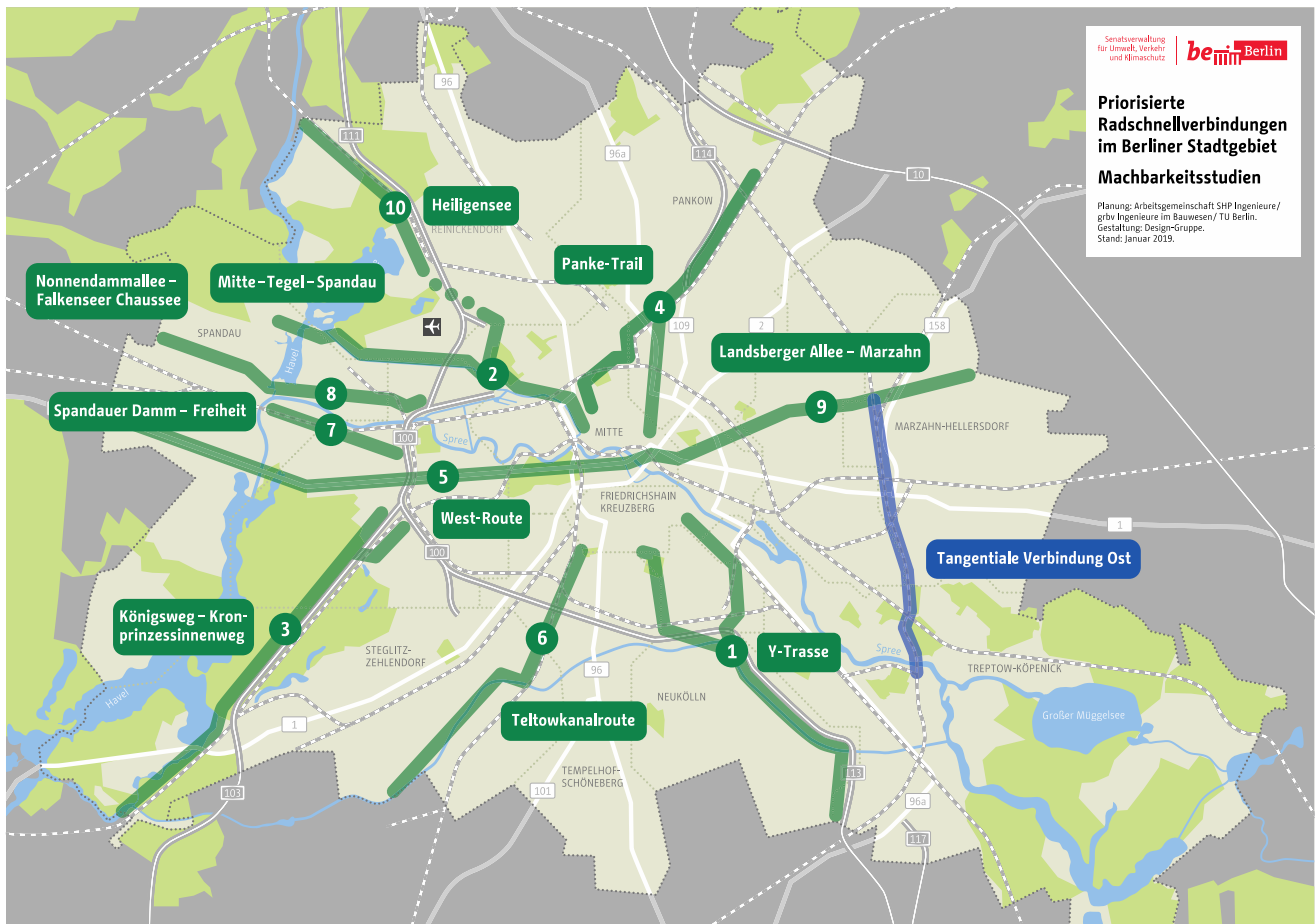 Senatsverwaltung
für Umwelt, Verkehr
und Klimaschutz
be Berlin
Priorisierte
Radschnellverbindungen
im Berliner Stadtgebiet
Machbarkeitsstudien
Planung: Arbeitsgemeinschaft SHP Ingenieure/
grbv Ingenieure im Bauwesen/ TU Berlin.
Gestaltung: Design-Gruppe.
Stand: Januar 2019.
96
111
96a
114
10
PANKOW
10
Heiligensee
REINICKENDORF
Panke-Trail
Nonnendammallee –
Falkenseer Chaussee
Mitte – Tegel – Spandau
4
109
2
158
SPANDAU
Havel
Landsberger Allee – Marzahn
2
8
9
Spandauer Damm – Freiheit
7
100
Spree
MITTE
MARZAHN-HELLERSDORF
5
West-Route
FRIEDRICHSHAIN
KREUZBERG
1
100
Tangentiale Verbindung Ost
Königsweg – Kron-
prinzessinnenweg
3
6
1
Y-Trasse
STEGLITZ-
ZEHLENDORF
96
Spree
TREPTOW-KÖPENICK
Havel
NEUKÖLLN
1
Teltowkanalroute
Großer Müggelsee
TEMPELHOF-
SCHÖNEBERG
113
103
101
96a
117